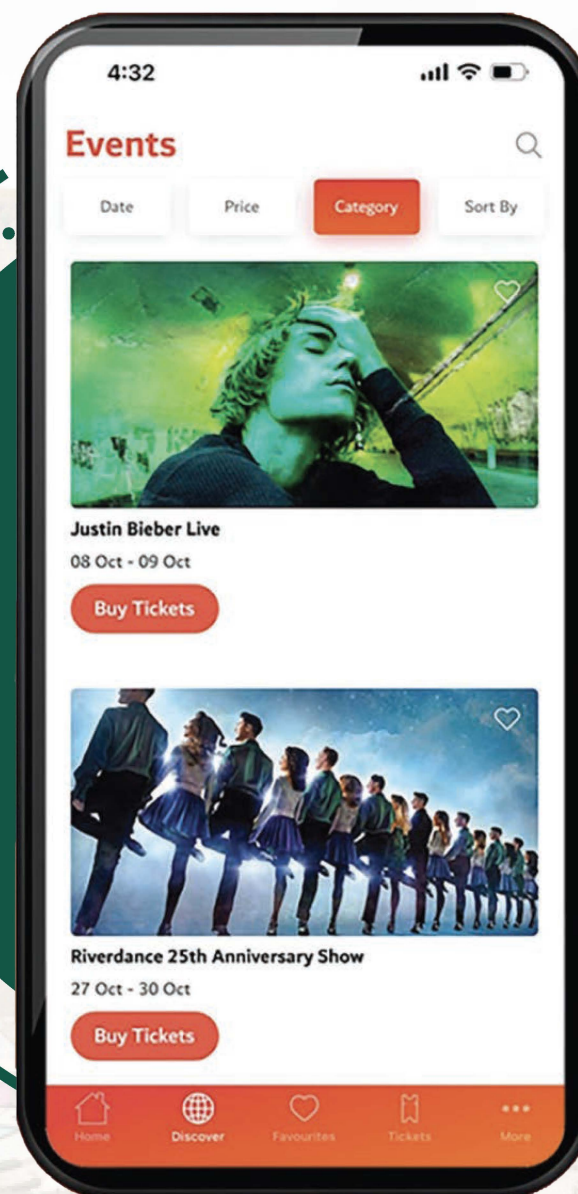 4:32
Events
Date Price Category Sort By
Justin Bieber Live
08 Oct - 09 Oct
Buy Tickets
Riverdance 25th Anniversary Show
27 Oct - 30 Oct
Buy Tickets
Home Discover Favourites Tickets More